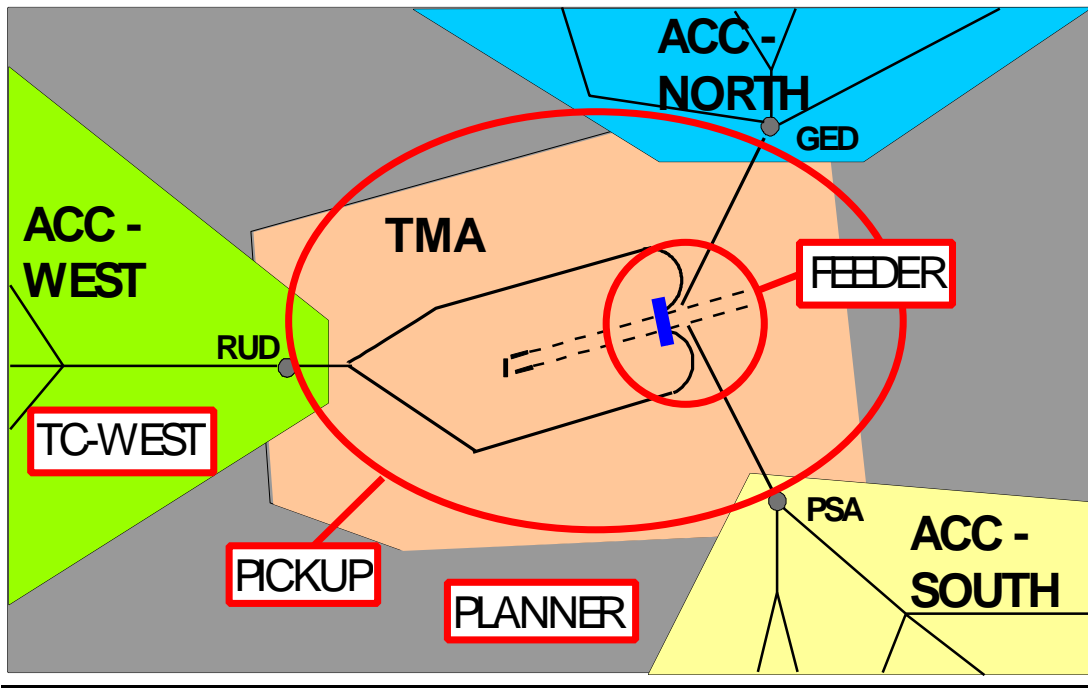 ACC -
NORTH
GED
ACC -
WEST
TMA
FEEDER
RUD
TC-WEST
PSA
ACC -
SOUTH
PICKUP
PLANNER